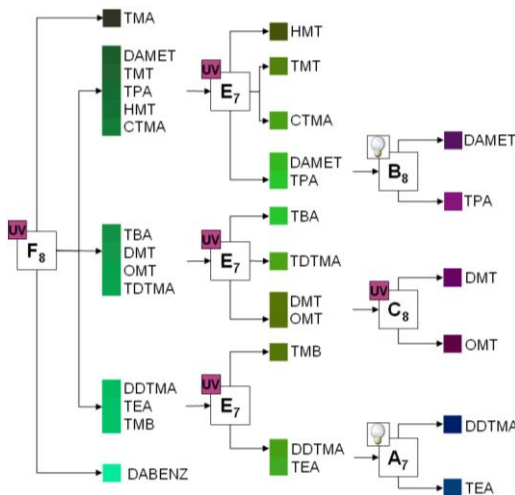 TMA
DAMET
TMT
TPA
HMT
CTMA
UV
E7
HMT
TMT
CTMA
DAMET
TPA
B8
DAMET
TPA
UV
F8
TBA
DMT
OMT
TDTMA
UV
E7
TBA
TDTMA
DMT
OMT
UV
C8
DMT
OMT
DDTMA
TEA
TMB
UV
E7
TMB
DDTMA
TEA
A7
DDTMA
TEA
DABENZ